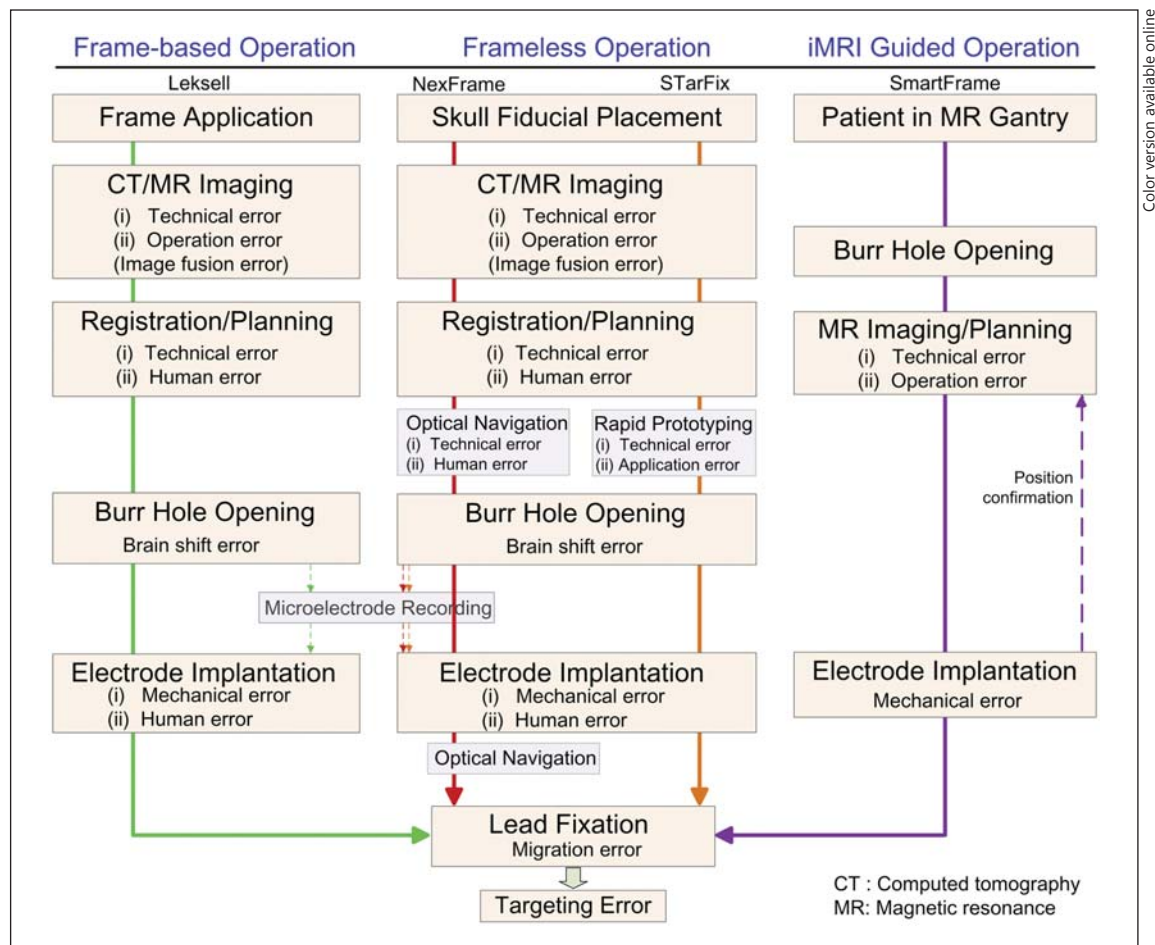 Color version available online
Frame-based Operation
Leksell
Frame Application
CT/MR Imaging
(i) Technical error
(ii) Operation error
(Image fusion error)
Registration/Planning
(i) Technical error
(ii) Human error
Burr Hole Opening
Brain shift error
Microelectrode Recording
Electrode Implantation
(i) Mechanical error
(ii) Human error
Frameless Operation
NexFrame STarFix
Skull Fiducial Placement
CT/MR Imaging
(i) Technical error
(ii) Operation error
(Image fusion error)
Registration/Planning
(i) Technical error
(ii) Human error
Optical Navigation
(i) Technical error
(ii) Human error
Rapid Prototyping
(i) Technical error
(ii) Application error
Burr Hole Opening
Brain shift error
Electrode Implantation
(i) Mechanical error
(ii) Human error
Optical Navigation
iMRI Guided Operation
SmartFrame
Patient in MR Gantry
Burr Hole Opening
MR Imaging/Planning
(i) Technical error
(ii) Operation error
Position
confirmation
Electrode Implantation
Mechanical error
Lead Fixation
Migration error
Targeting Error
CT : Computed tomography
MR: Magnetic resonance